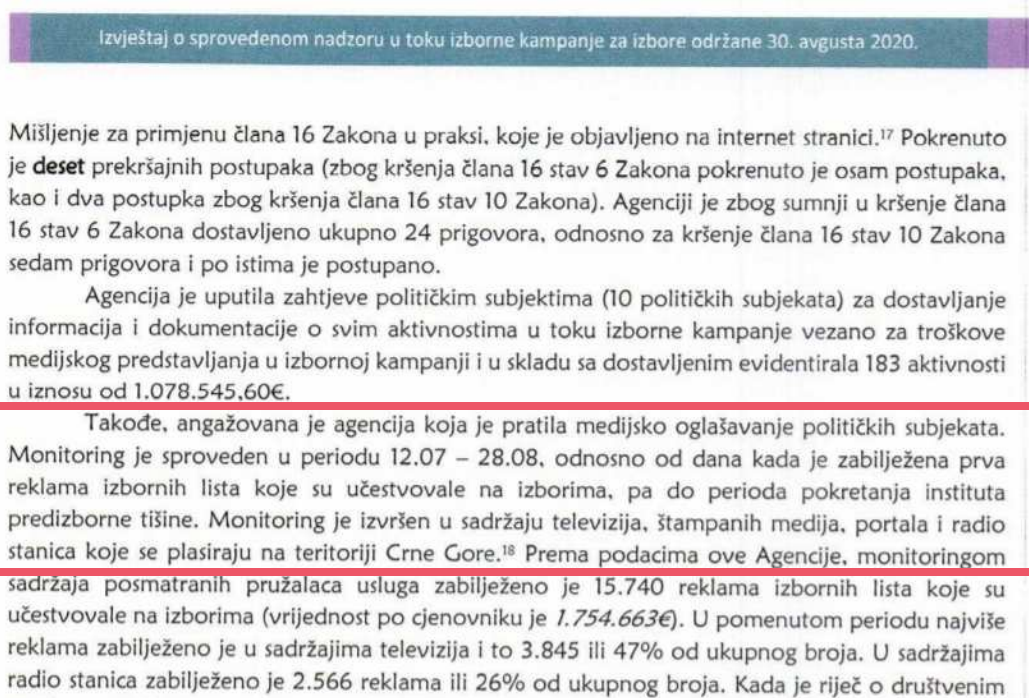 Izvještaj o sprovedenom nadzoru u toku izborne kampanje za izbore održane 30. avgusta 2020.
Mišljenje za primjenu člana 16 Zakona u praksi, koje je objavljeno na internet stranici.¹⁷ Pokrenuto
je deset prekršajnih postupaka (zbog kršenja člana 16 stav 6 Zakona pokrenuto je osam postupaka,
kao i dva postupka zbog kršenja člana 16 stav 10 Zakona). Agenciji je zbog sumnji u kršenje člana
16 stav 6 Zakona dostavljeno ukupno 24 prigovora, odnosno za kršenje člana 16 stav 10 Zakona
sedam prigovora i po istima je postupano.
Agencija je uputila zahtjeve političkim subjektima (10 političkih subjekata) za dostavljanje
informacija i dokumentacije o svim aktivnostima u toku izborne kampanje vezano za troškove
medijskog predstavljanja u izbornoj kampanji i u skladu sa dostavljenim evidentirala 183 aktivnosti
u iznosu od 1.078.545,60€.
Takođe, angažovana je agencija koja je pratila medijsko oglašavanje političkih subjekata.
Monitoring je sproveden u periodu 12.07 – 28.08, odnosno od dana kada je zabilježena prva
reklama izbornih lista koje su učestvovale na izborima, pa do perioda pokretanja instituta
predizborne tišine. Monitoring je izvršen u sadržaju televizija, štampanih medija, portala i radio
stanica koje se plasiraju na teritoriji Crne Gore.¹⁸ Prema podacima ove Agencije, monitoringom
sadržaja posmatranih pružalaca usluga zabilježeno je 15.740 reklama izbornih lista koje su
učestvovale na izborima (vrijednost po cjenovniku je 1.754.663€). U pomenutom periodu najviše
reklama zabilježeno je u sadržajima televizija i to 3.845 ili 47% od ukupnog broja. U sadržajima
radio stanica zabilježeno je 2.566 reklama ili 26% od ukupnog broja. Kada je riječ o društvenim